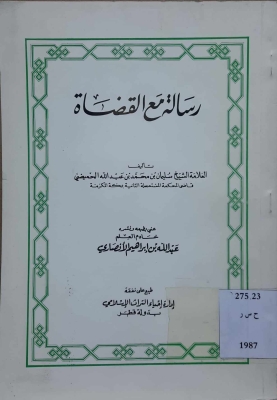 رسالة مع القضاة
تأليف
العلامة الشيخ سليمان بن محمد بن عبد الله الحميضي
قاضي المحكمة المستعجلة الثانية بمكة المكرمة
عني بطبعه ونشره
خادم العلم
عبد الله بن إبراهيم الأنصاري
طبع على نفقة
إدارة إحياء التراث الإسلامي
بدولة قطر
275.23
ح س ر
1987